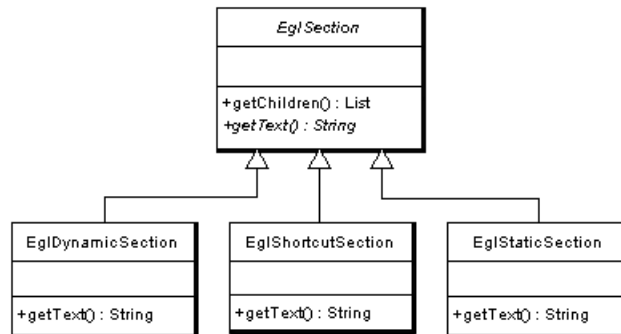 EglSection
+getChildren() : List
+getText() : String
EglDynamicSection
+getText() : String
EglShortcutSection
+getText() : String
EglStaticSection
+getText() : String